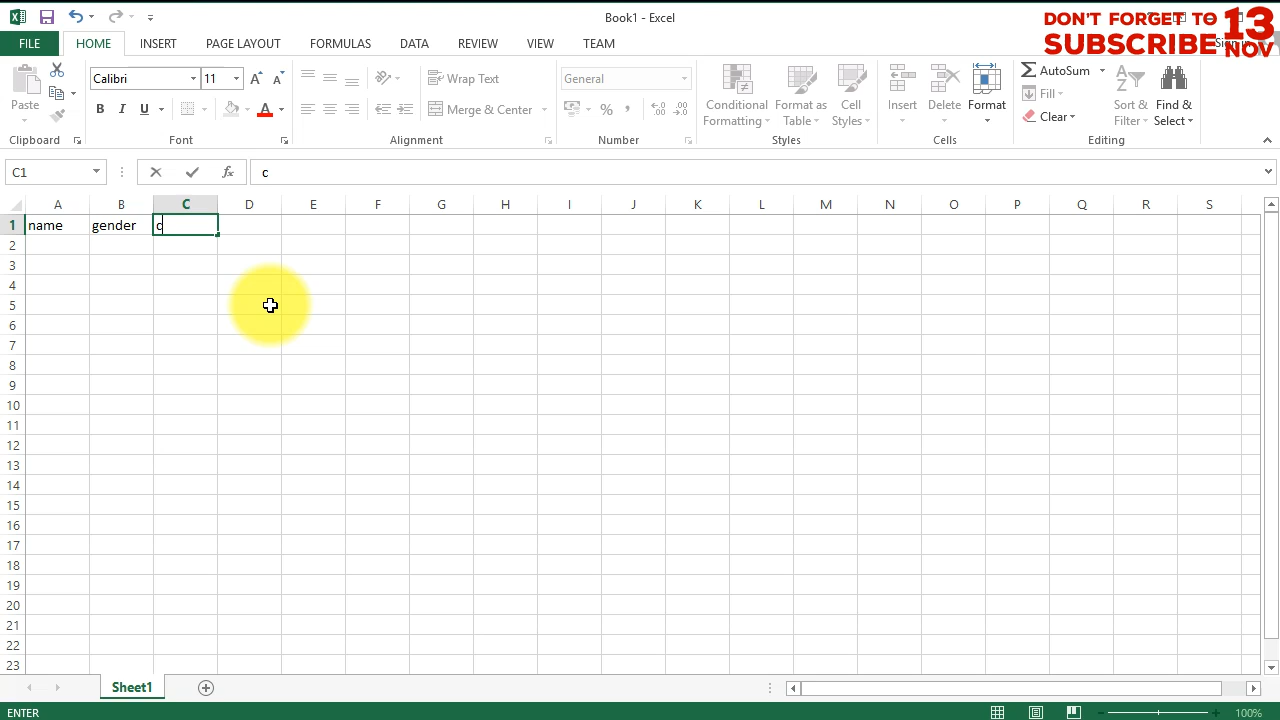 Book1 - Excel
DON'T FORGET TO
SUBSCRIBE
13
NOV
FILE HOME INSERT PAGE LAYOUT FORMULAS DATA REVIEW VIEW TEAM
Paste
Calibri 11
B I U A
Wrap Text
Merge & Center
General
%
Conditional Formatting
Format as Table
Cell Styles
Insert Delete Format
AutoSum
Fill
Clear
Sort & Filter
Find & Select
Clipboard Font Alignment Number Styles Cells Editing
C1 fx c
A B C D E F G H I J K L M N O P Q R S
1 name gender c
2
3
4
5
6
7
8
9
10
11
12
13
14
15
16
17
18
19
20
21
22
23
Sheet1
ENTER 100%